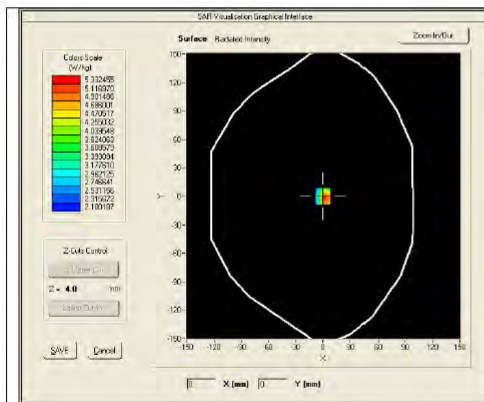 SAR Visualisation Graphical Interface
Surface Radiated Intensity
Zoom In/Out
Colors Scale
(W/kg)
5.332455
5.116970
4.901486
4.686001
4.470517
4.255032
4.039548
3.824063
3.608579
3.393094
3.177610
2.962125
2.746641
2.531156
2.315672
2.100187
150
120
90
60
30
Y
0
-30
-60
-90
-120
-150
-150 -120 -90 -60 -30 0 30 60 90 120 150
X
Z-Cuts Control
Z = 4.0 mm
SAVE Cancel
0 X (mm) 0 Y (mm)